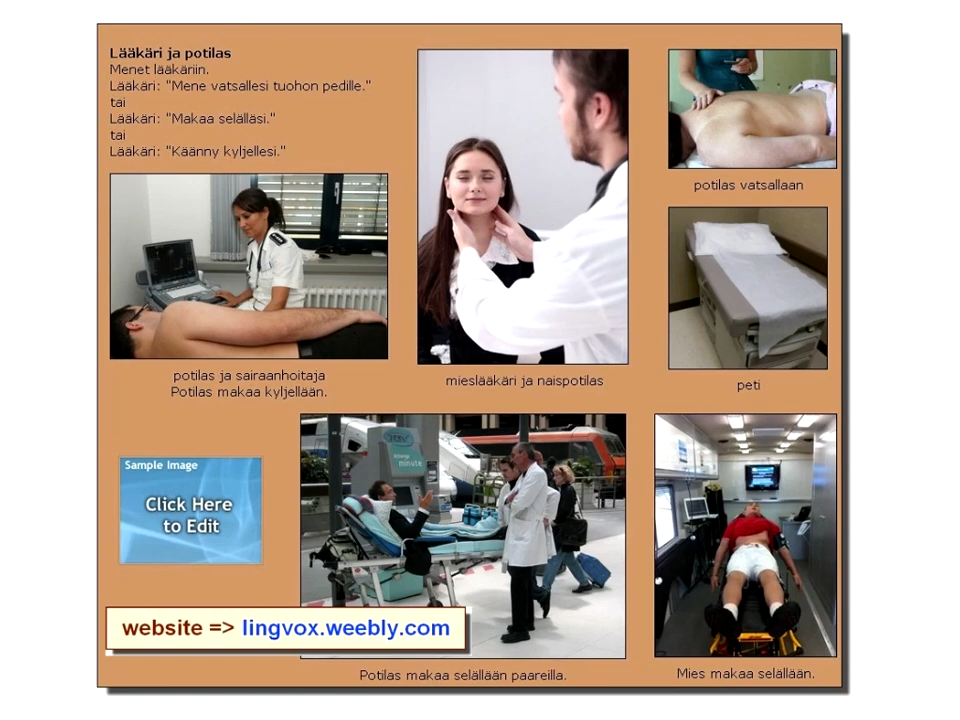 Lääkäri ja potilas
Menet lääkäriin.
Lääkäri: "Mene vatsallesi tuohon pedille."
tai
Lääkäri: "Makaa selälläsi."
tai
Lääkäri: "Käänny kyljellesi."
potilas vatsallaan
potilas ja sairaanhoitaja
Potilas makaa kyljellään.
mieslääkäri ja naispotilas
peti
Sample Image
Click Here
to Edit
minute
website => lingvox.weebly.com
Potilas makaa selällään paareilla.
Mies makaa selällään.